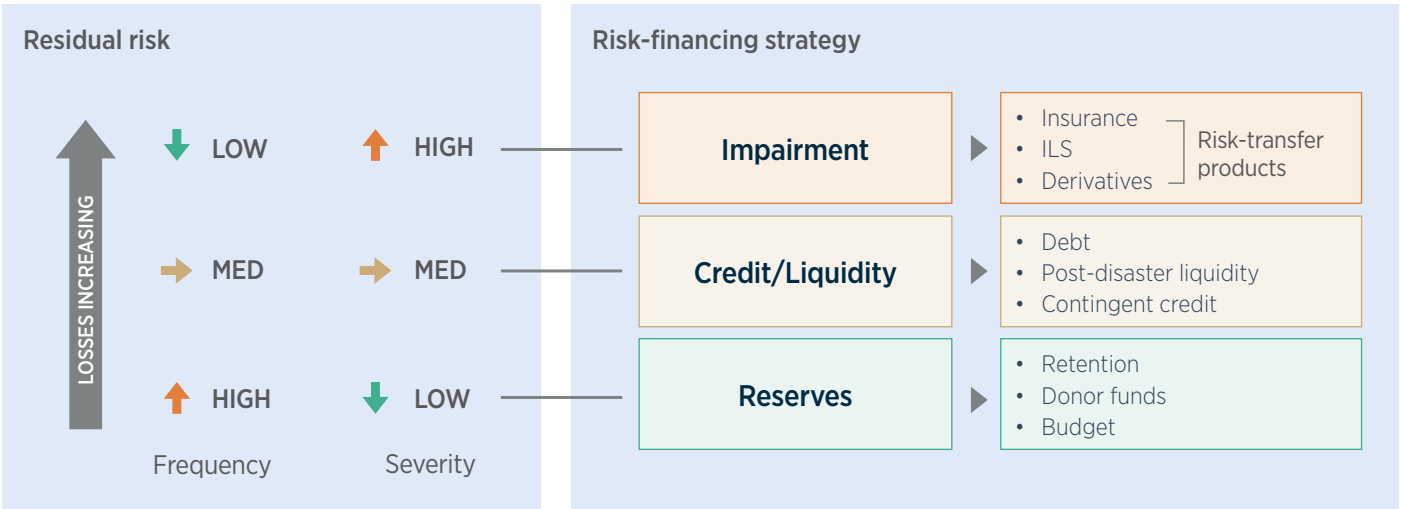 Residual risk
LOSSES INCREASING
LOW
HIGH
MED
MED
HIGH
LOW
Frequency
Severity
Risk-financing strategy
Impairment
• Insurance
• ILS
• Derivatives
Risk-transfer
products
Credit/Liquidity
• Debt
• Post-disaster liquidity
• Contingent credit
Reserves
• Retention
• Donor funds
• Budget